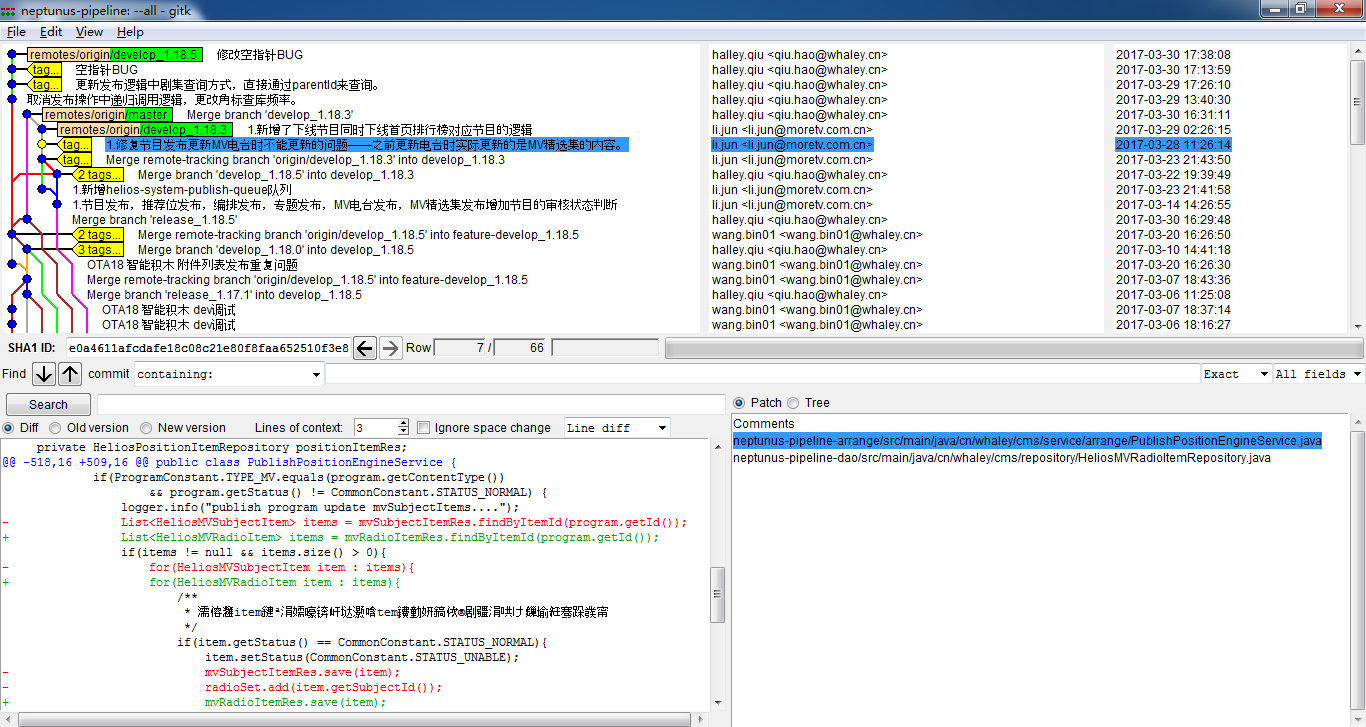 neptunus-pipeline: --all - gitk
File Edit View Help
remotes/origin/develop_1.18.5 修改空指针BUG halley.qiu <qiu.hao@whaley.cn> 2017-03-30 17:38:08
tag... 空指针BUG halley.qiu <qiu.hao@whaley.cn> 2017-03-30 17:13:59
tag... 更新发布逻辑中剧集查询方式，直接通过parentId来查询。 halley.qiu <qiu.hao@whaley.cn> 2017-03-29 17:26:10
取消发布操作中递归调用逻辑，更改角标查库频率。 halley.qiu <qiu.hao@whaley.cn> 2017-03-29 13:40:30
remotes/origin/master Merge branch 'develop_1.18.3' halley.qiu <qiu.hao@whaley.cn> 2017-03-30 16:31:11
remotes/origin/develop_1.18.3 1.新增了下线节目同时下线首页排行榜对应节目的逻辑 li.jun <li.jun@moretv.com.cn> 2017-03-29 02:26:15
tag... 1.修复节目发布更新MV电台时不能更新的问题——之前更新电台时实际更新的是MV精选集的内容。 li.jun <li.jun@moretv.com.cn> 2017-03-28 11:26:14
tag... Merge remote-tracking branch 'origin/develop_1.18.3' into develop_1.18.3 li.jun <li.jun@moretv.com.cn> 2017-03-23 21:43:50
2 tags... Merge branch 'develop_1.18.5' into develop_1.18.3 halley.qiu <qiu.hao@whaley.cn> 2017-03-22 19:39:49
1.新增helios-system-publish-queue队列 li.jun <li.jun@moretv.com.cn> 2017-03-23 21:41:58
1.节目发布，推荐位发布，编排发布，专题发布，MV电台发布，MV精选集发布增加节目的审核状态判断 li.jun <li.jun@moretv.com.cn> 2017-03-14 14:26:55
Merge branch 'release_1.18.5' halley.qiu <qiu.hao@whaley.cn> 2017-03-30 16:29:48
2 tags... Merge remote-tracking branch 'origin/develop_1.18.5' into feature-develop_1.18.5 wang.bin01 <wang.bin01@whaley.cn> 2017-03-20 16:26:50
3 tags... Merge branch 'develop_1.18.0' into develop_1.18.5 halley.qiu <qiu.hao@whaley.cn> 2017-03-10 14:41:18
OTA18 智能积木 附件列表发布重复问题 wang.bin01 <wang.bin01@whaley.cn> 2017-03-20 16:26:30
Merge remote-tracking branch 'origin/develop_1.18.5' into feature-develop_1.18.5 wang.bin01 <wang.bin01@whaley.cn> 2017-03-07 18:43:36
Merge branch 'release_1.17.1' into develop_1.18.5 halley.qiu <qiu.hao@whaley.cn> 2017-03-06 11:25:08
OTA18 智能积木 dev调试 wang.bin01 <wang.bin01@whaley.cn> 2017-03-07 18:37:14
OTA18 智能积木 dev调试 wang.bin01 <wang.bin01@whaley.cn> 2017-03-06 18:16:27
SHA1 ID: e0a4611afcdafe18c08c21e80f8faa652510f3e8 Row 7 / 66
Find commit containing: Exact All fields
Search
Patch Tree
Diff Old version New version Lines of context: 3 Ignore space change Line diff
Comments
neptunus-pipeline-arrange/src/main/java/cn/whaley/cms/service/arrange/PublishPositionEngineService.java
neptunus-pipeline-dao/src/main/java/cn/whaley/cms/repository/HeliosMVRadioItemRepository.java
private HeliosPositionItemRepository positionItemRes;
@@ -518,16 +509,16 @@ public class PublishPositionEngineService {
if(ProgramConstant.TYPE_MV.equals(program.getContentType())
&& program.getStatus() != CommonConstant.STATUS_NORMAL) {
logger.info("publish program update mvSubjectItems....");
- List<HeliosMVSubjectItem> items = mvSubjectItemRes.findByItemId(program.getId());
+ List<HeliosMVRadioItem> items = mvRadioItemRes.findByItemId(program.getId());
if(items != null && items.size() > 0){
- for(HeliosMVSubjectItem item : items){
+ for(HeliosMVRadioItem item : items){
/**
*
*/
if(item.getStatus() == CommonConstant.STATUS_NORMAL){
item.setStatus(CommonConstant.STATUS_UNABLE);
- mvSubjectItemRes.save(item);
- radioSet.add(item.getSubjectId());
+ mvRadioItemRes.save(item);